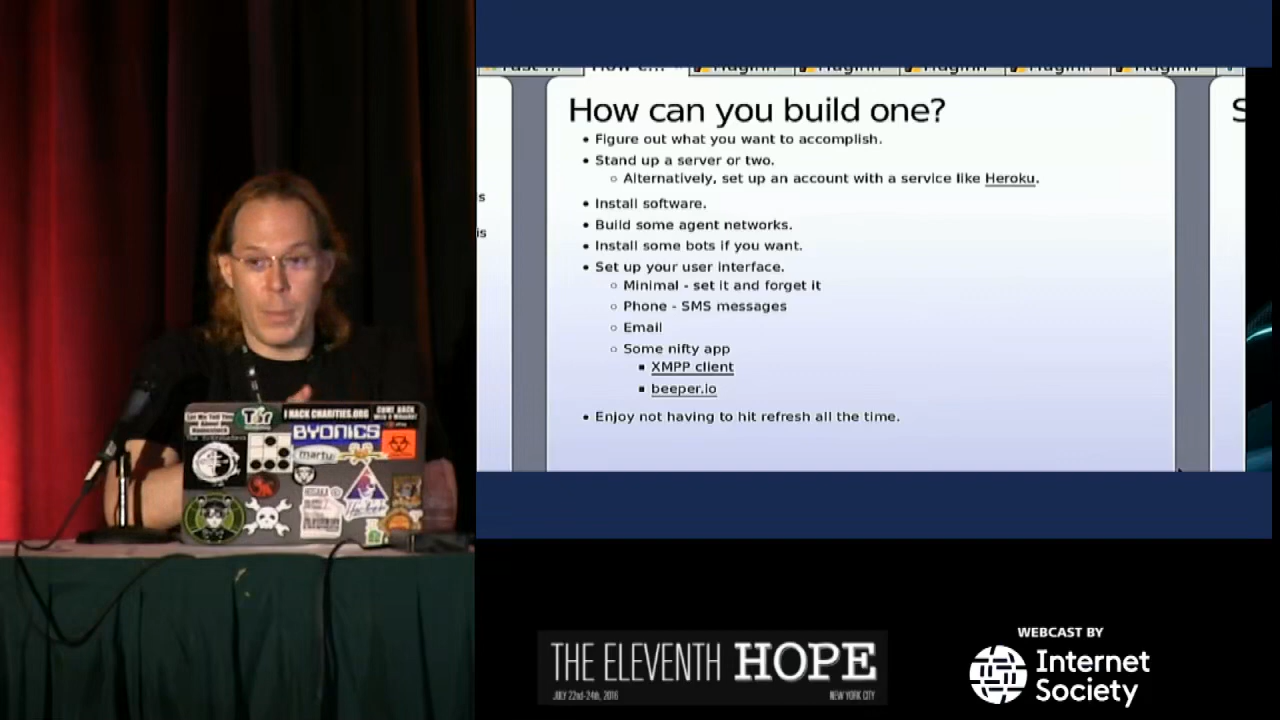 How can you build one?
• Figure out what you want to accomplish.
• Stand up a server or two.
○ Alternatively, set up an account with a service like Heroku.
• Install software.
• Build some agent networks.
• Install some bots if you want.
• Set up your user interface.
○ Minimal - set it and forget it
○ Phone - SMS messages
○ Email
○ Some nifty app
▪ XMPP client
▪ beeper.io
• Enjoy not having to hit refresh all the time.
s
is
S
Tor
I HACK CHARITIES.ORG
BYONICS
martus
THE ELEVENTH HOPE
JULY 22nd-24th, 2016
NEW YORK CITY
WEBCAST BY
Internet
Society